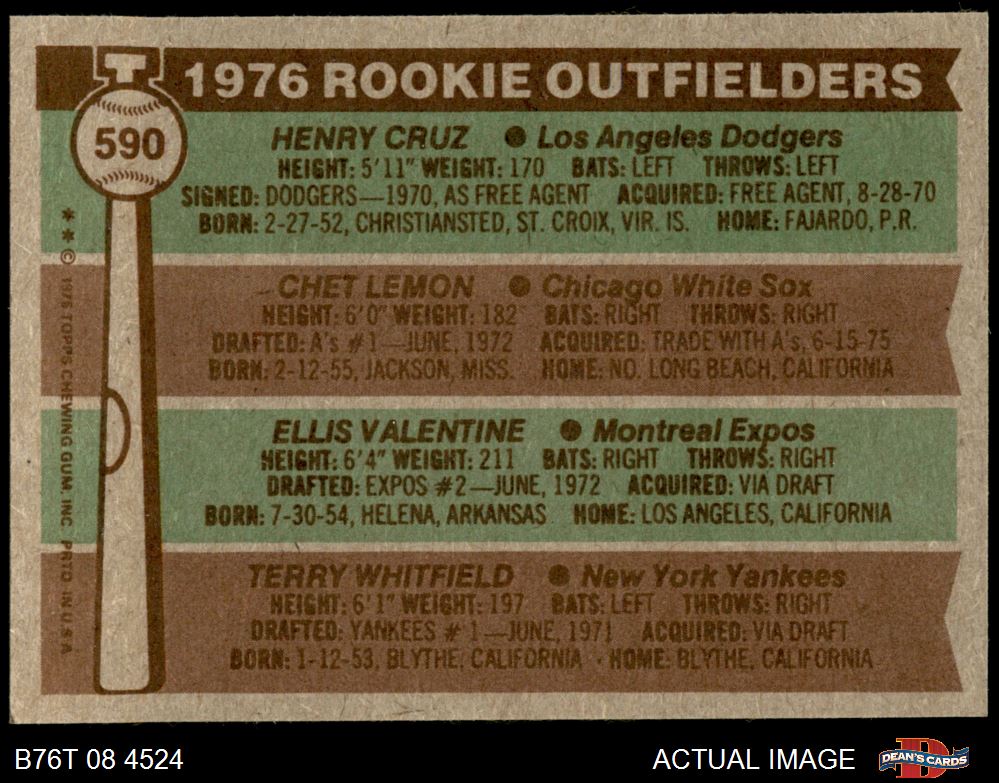 1976 ROOKIE OUTFIELDERS
590
HENRY CRUZ ● Los Angeles Dodgers
HEIGHT: 5'11" WEIGHT: 170 BATS: LEFT THROWS: LEFT
SIGNED: DODGERS—1970, AS FREE AGENT ACQUIRED: FREE AGENT, 8-28-70
BORN: 2-27-52, CHRISTIANSTED, ST. CROIX, VIR. IS. HOME: FAJARDO, P.R.
CHET LEMON ● Chicago White Sox
HEIGHT: 6'0" WEIGHT: 182 BATS: RIGHT THROWS: RIGHT
DRAFTED: A's #1—JUNE, 1972 ACQUIRED: TRADE WITH A's, 6-15-75
BORN: 2-12-55, JACKSON, MISS. HOME: NO. LONG BEACH, CALIFORNIA
ELLIS VALENTINE ● Montreal Expos
HEIGHT: 6'4" WEIGHT: 211 BATS: RIGHT THROWS: RIGHT
DRAFTED: EXPOS #2—JUNE, 1972 ACQUIRED: VIA DRAFT
BORN: 7-30-54, HELENA, ARKANSAS HOME: LOS ANGELES, CALIFORNIA
TERRY WHITFIELD ● New York Yankees
HEIGHT: 6'1" WEIGHT: 197 BATS: LEFT THROWS: RIGHT
DRAFTED: YANKEES #1—JUNE, 1971 ACQUIRED: VIA DRAFT
BORN: 1-12-53, BLYTHE, CALIFORNIA · HOME: BLYTHE, CALIFORNIA
** © 1976 TOPPS CHEWING GUM, INC. PRTD. IN U.S.A.
B76T 08 4524
ACTUAL IMAGE
DEAN'S CARDS